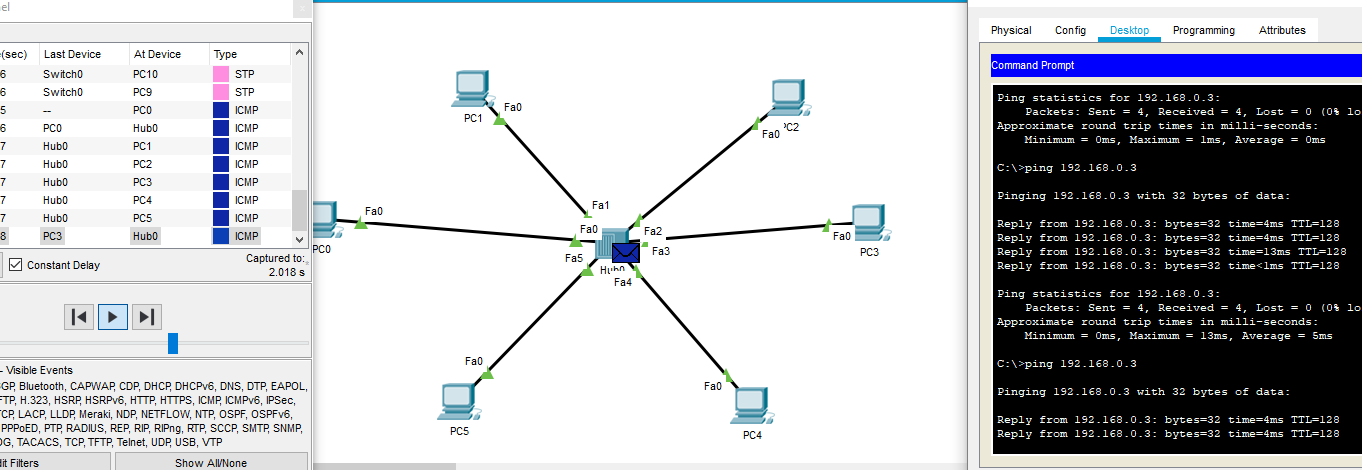 el
(sec) Last Device At Device Type
6 Switch0 PC10 STP
6 Switch0 PC9 STP
5 -- PC0 ICMP
6 PC0 Hub0 ICMP
7 Hub0 PC1 ICMP
7 Hub0 PC2 ICMP
7 Hub0 PC3 ICMP
7 Hub0 PC4 ICMP
7 Hub0 PC5 ICMP
8 PC3 Hub0 ICMP
Constant Delay
Captured to:
2.018 s
- Visible Events
GP, Bluetooth, CAPWAP, CDP, DHCP, DHCPv6, DNS, DTP, EAPOL,
FTP, H.323, HSRP, HSRPv6, HTTP, HTTPS, ICMP, ICMPv6, IPSec,
CP, LACP, LLDP, Meraki, NDP, NETFLOW, NTP, OSPF, OSPFv6,
PPPoED, PTP, RADIUS, REP, RIP, RIPng, RTP, SCCP, SMTP, SNMP,
OG, TACACS, TCP, TFTP, Telnet, UDP, USB, VTP
dit Filters
Show All/None
PC1
Fa0
PC2
Fa0
PC0
Fa0
Fa1
Fa0
Fa2
Fa3
Fa5
Hub0
Fa4
Fa0
PC3
Fa0
PC5
Fa0
PC4
Physical Config Desktop Programming Attributes
Command Prompt
Ping statistics for 192.168.0.3:
Packets: Sent = 4, Received = 4, Lost = 0 (0% lo
Approximate round trip times in milli-seconds:
Minimum = 0ms, Maximum = 1ms, Average = 0ms
C:\>ping 192.168.0.3
Pinging 192.168.0.3 with 32 bytes of data:
Reply from 192.168.0.3: bytes=32 time=4ms TTL=128
Reply from 192.168.0.3: bytes=32 time=4ms TTL=128
Reply from 192.168.0.3: bytes=32 time=13ms TTL=128
Reply from 192.168.0.3: bytes=32 time<1ms TTL=128
Ping statistics for 192.168.0.3:
Packets: Sent = 4, Received = 4, Lost = 0 (0% lo
Approximate round trip times in milli-seconds:
Minimum = 0ms, Maximum = 13ms, Average = 5ms
C:\>ping 192.168.0.3
Pinging 192.168.0.3 with 32 bytes of data:
Reply from 192.168.0.3: bytes=32 time=4ms TTL=128
Reply from 192.168.0.3: bytes=32 time=4ms TTL=128